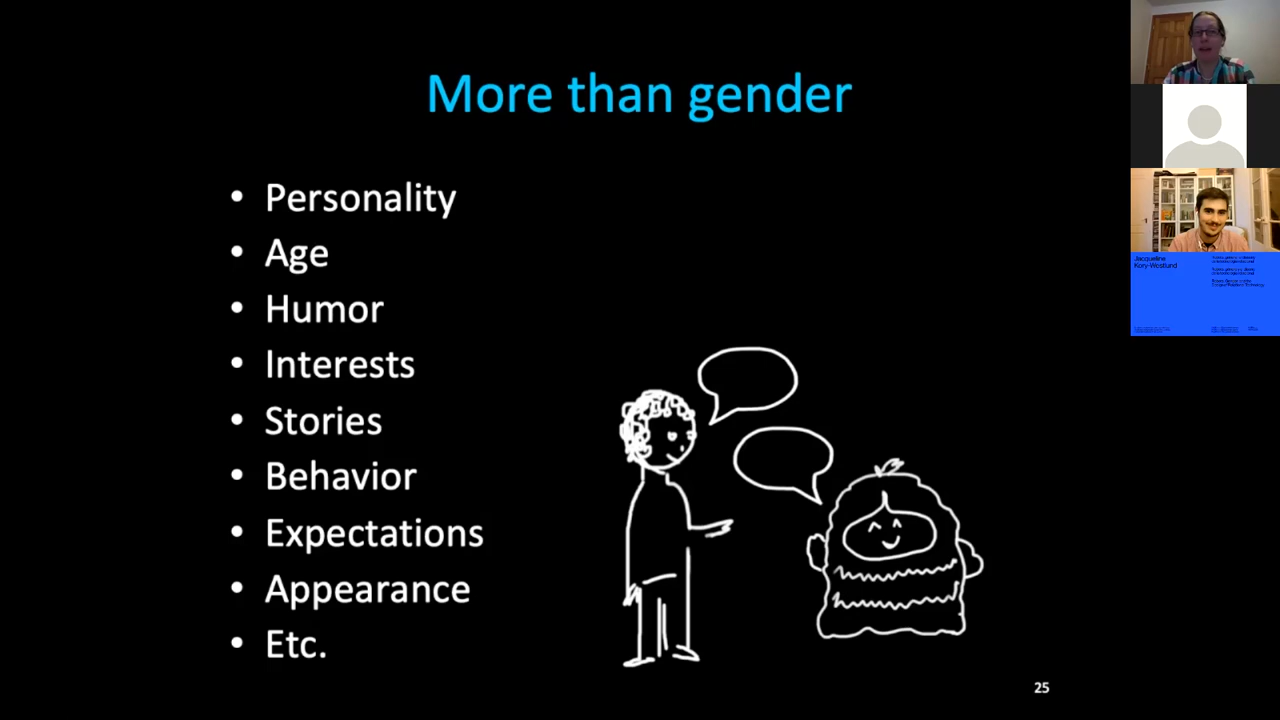 More than gender
• Personality
• Age
• Humor
• Interests
• Stories
• Behavior
• Expectations
• Appearance
• Etc.
25
Jacqueline
Kory-Westlund